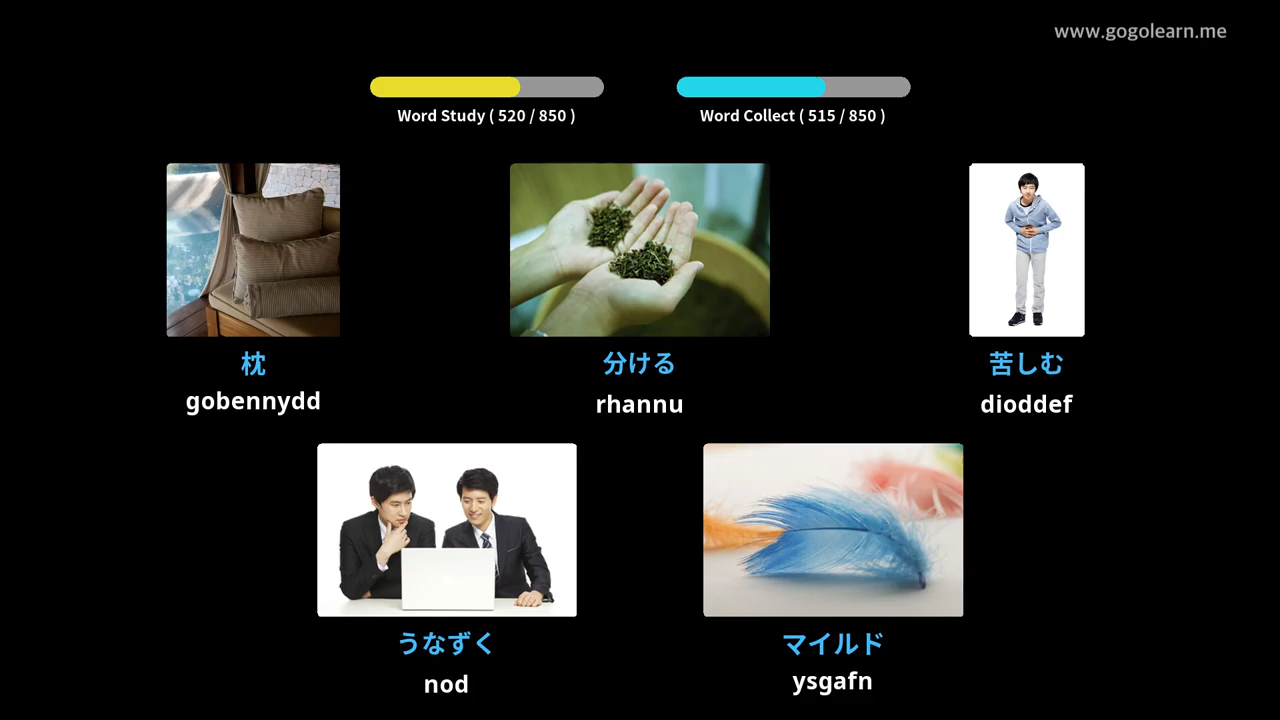 www.gogolearn.me
Word Study ( 520 / 850 )
Word Collect ( 515 / 850 )
枕
gobennydd
分ける
rhannu
苦しむ
dioddef
うなずく
nod
マイルド
ysgafn